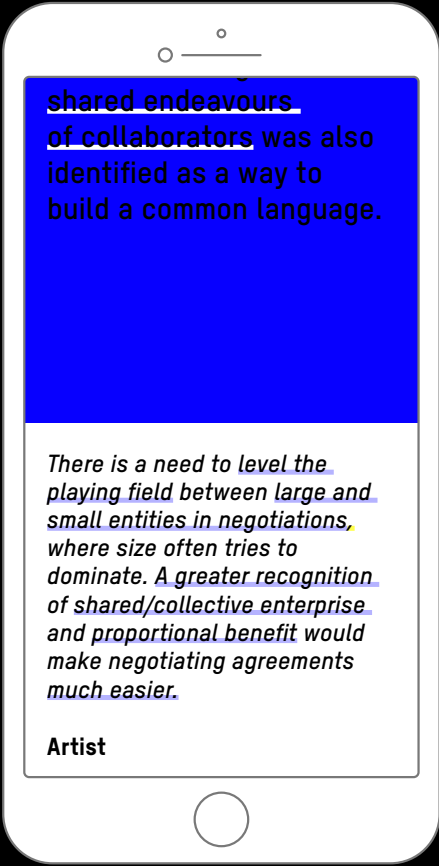 shared endeavours
of collaborators was also
identified as a way to
build a common language.
There is a need to level the
playing field between large and
small entities in negotiations,
where size often tries to
dominate. A greater recognition
of shared/collective enterprise
and proportional benefit would
make negotiating agreements
much easier.
Artist